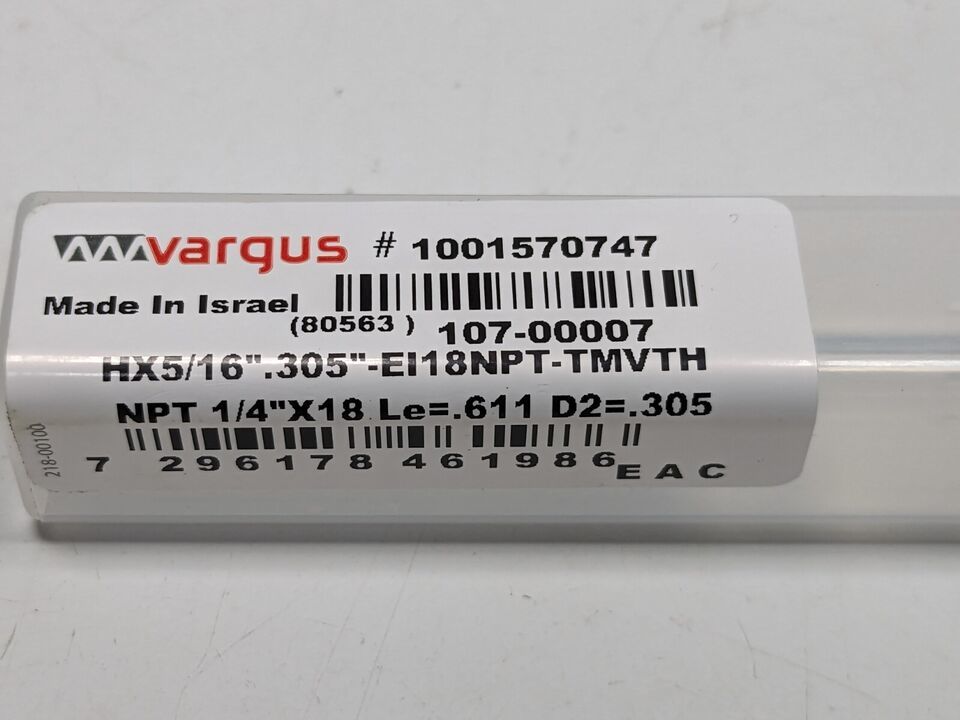 vargus # 1001570747
Made In Israel
(80563 ) 107-00007
HX5/16".305"-EI18NPT-TMVTH
NPT 1/4"X18 Le=.611 D2=.305
7 296178 461986 EAC
218-00100